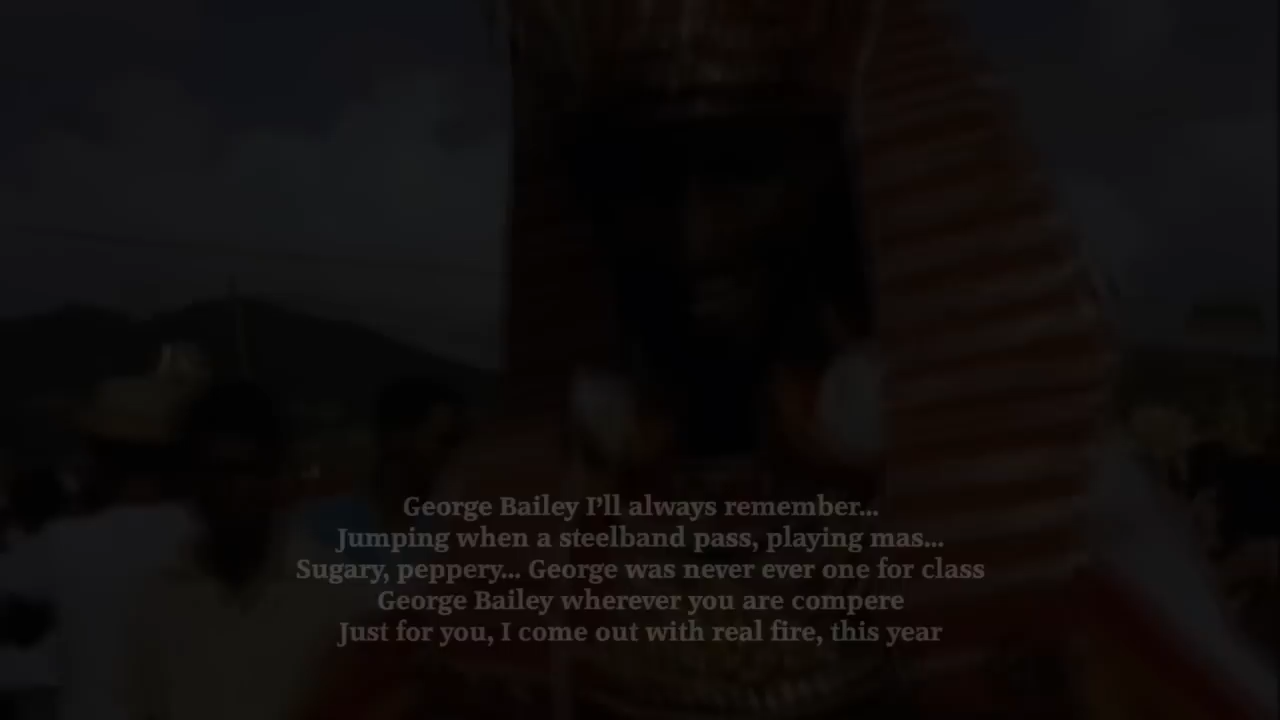 George Bailey I’ll always remember...
Jumping when a steelband pass, playing mas...
Sugary, peppery... George was never ever one for class
George Bailey wherever you are compere
Just for you, I come out with real fire, this year